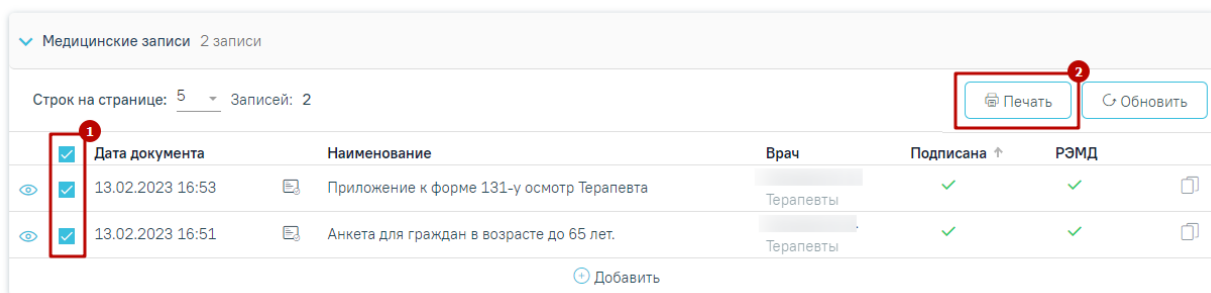 Медицинские записи 2 записи
2
Строк на странице: 5 Записей: 2 Печать Обновить
1
Дата документа Наименование Врач Подписана ↑ РЭМД
13.02.2023 16:53 Приложение к форме 131-у осмотр Терапевта
Терапевты
13.02.2023 16:51 Анкета для граждан в возрасте до 65 лет.
Терапевты
Добавить